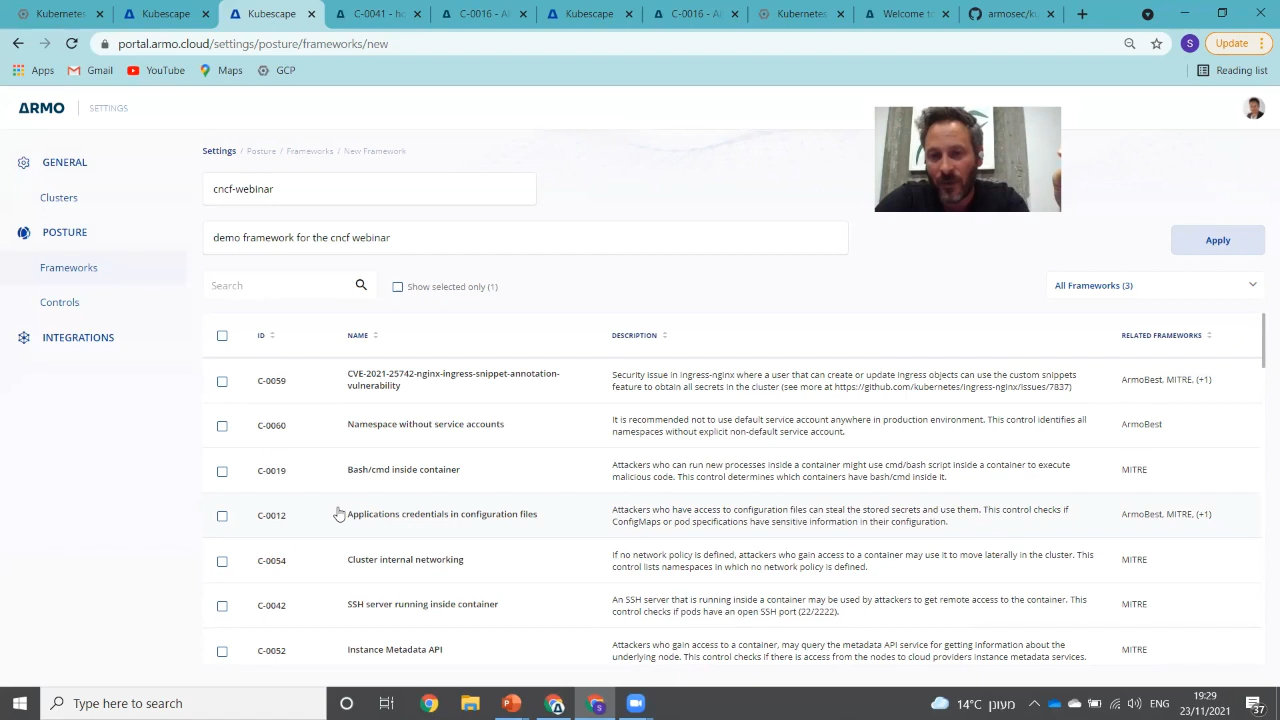 Kubescape
Kubescape
Kubescape
C-0041 - ho
C-0016 - Al
Kubescape
C-0016 - Al
Kubernetes
Welcome to
armosec/ku
portal.armo.cloud/settings/posture/frameworks/new
S
Update
Apps
Gmail
YouTube
Maps
GCP
Reading list
ARMO
SETTINGS
GENERAL
Clusters
POSTURE
Frameworks
Controls
INTEGRATIONS
Settings / Posture / Frameworks / New Framework
cncf-webinar
demo framework for the cncf webinar
Apply
Search
Show selected only (1)
All Frameworks (3)
ID NAME DESCRIPTION RELATED FRAMEWORKS
C-0059
CVE-2021-25742-nginx-ingress-snippet-annotation-
vulnerability
Security issue in ingress-nginx where a user that can create or update ingress objects can use the custom snippets
feature to obtain all secrets in the cluster (see more at https://github.com/kubernetes/ingress-nginx/issues/7837)
ArmoBest, MITRE, (+1)
C-0060
Namespace without service accounts
It is recommended not to use default service account anywhere in production environment. This control identifies all
namespaces without explicit non-default service account.
ArmoBest
C-0019
Bash/cmd inside container
Attackers who can run new processes inside a container might use cmd/bash script inside a container to execute
malicious code. This control determines which containers have bash/cmd inside it.
MITRE
C-0012
Applications credentials in configuration files
Attackers who have access to configuration files can steal the stored secrets and use them. This control checks if
ConfigMaps or pod specifications have sensitive information in their configuration.
ArmoBest, MITRE, (+1)
C-0054
Cluster internal networking
If no network policy is defined, attackers who gain access to a container may use it to move laterally in the cluster. This
control lists namespaces in which no network policy is defined.
MITRE
C-0042
SSH server running inside container
An SSH server that is running inside a container may be used by attackers to get remote access to the container. This
control checks if pods have an open SSH port (22/2222).
MITRE
C-0052
Instance Metadata API
Attackers who gain access to a container, may query the metadata API service for getting information about the
underlying node. This control checks if there is access from the nodes to cloud providers instance metadata services.
MITRE
Type here to search
14°C מעונן
ENG
19:29
23/11/2021
37